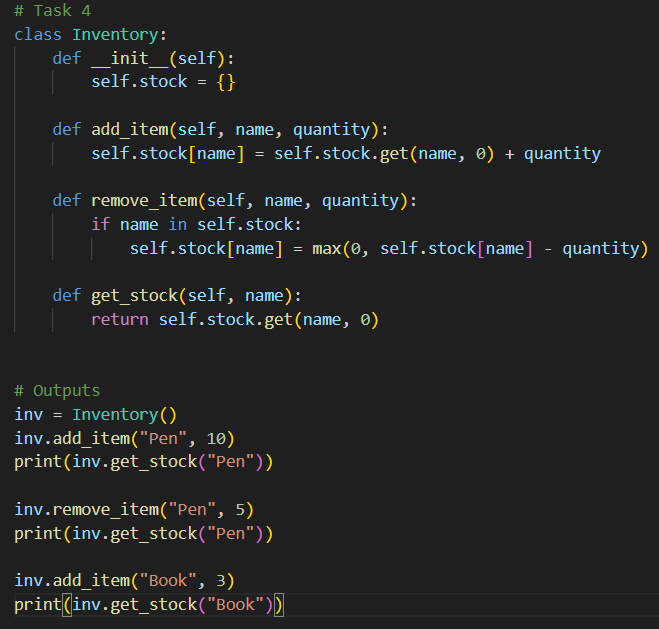 # Task 4
class Inventory:
    def __init__(self):
        self.stock = {}

    def add_item(self, name, quantity):
        self.stock[name] = self.stock.get(name, 0) + quantity

    def remove_item(self, name, quantity):
        if name in self.stock:
            self.stock[name] = max(0, self.stock[name] - quantity)

    def get_stock(self, name):
        return self.stock.get(name, 0)


# Outputs
inv = Inventory()
inv.add_item("Pen", 10)
print(inv.get_stock("Pen"))

inv.remove_item("Pen", 5)
print(inv.get_stock("Pen"))

inv.add_item("Book", 3)
print(inv.get_stock("Book"))